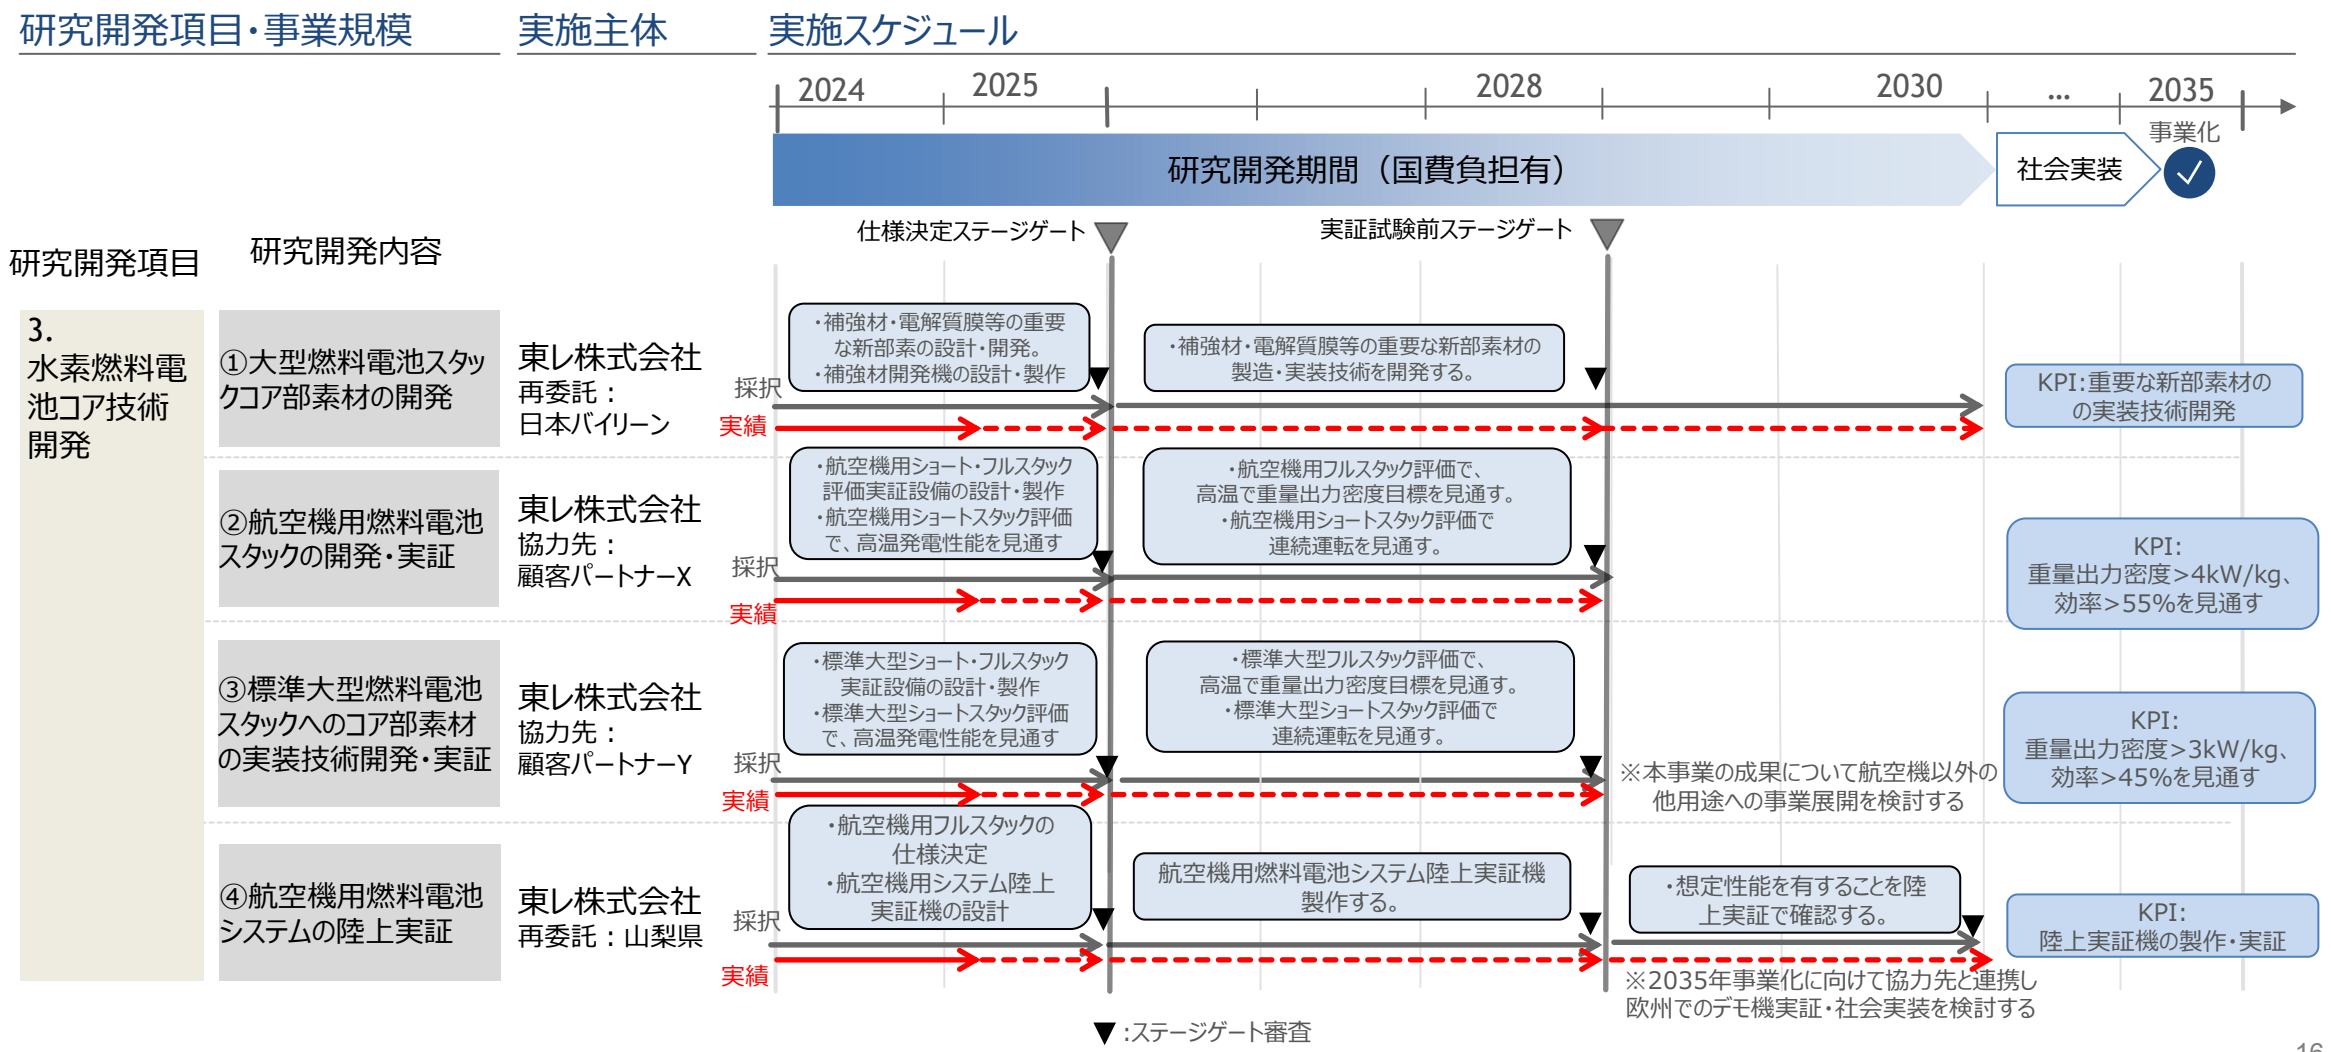 研究開発項目・事業規模
実施主体
実施スケジュール
2024
2025
2028
2030
...
2035
事業化
研究開発期間（国費負担有）
社会実装
仕様決定ステージゲート
実証試験前ステージゲート
研究開発項目
研究開発内容
3.
水素燃料電
池コア技術
開発
①大型燃料電池スタッ
クコア部素材の開発
東レ株式会社
再委託：
日本バイリーン
採択
実績
・補強材・電解質膜等の重要
な新部素の設計・開発。
・補強材開発機の設計・製作
・補強材・電解質膜等の重要な新部素材の
製造・実装技術を開発する。
KPI:重要な新部素材の
の実装技術開発
②航空機用燃料電池
スタックの開発・実証
東レ株式会社
協力先：
顧客パートナーX
採択
実績
・航空機用ショート・フルスタック
評価実証設備の設計・製作
・航空機用ショートスタック評価
で、高温発電性能を見通す
・航空機用フルスタック評価で、
高温で重量出力密度目標を見通す。
・航空機用ショートスタック評価で
連続運転を見通す。
KPI:
重量出力密度>4kW/kg、
効率>55%を見通す
③標準大型燃料電池
スタックへのコア部素材
の実装技術開発・実証
東レ株式会社
協力先：
顧客パートナーY
採択
実績
・標準大型ショート・フルスタック
実証設備の設計・製作
・標準大型ショートスタック評価
で、高温発電性能を見通す
・標準大型フルスタック評価で、
高温で重量出力密度目標を見通す。
・標準大型ショートスタック評価で
連続運転を見通す。
※本事業の成果について航空機以外の
他用途への事業展開を検討する
KPI:
重量出力密度>3kW/kg、
効率>45%を見通す
④航空機用燃料電池
システムの陸上実証
東レ株式会社
再委託：山梨県
採択
実績
・航空機用フルスタックの
仕様決定
・航空機用システム陸上
実証機の設計
航空機用燃料電池システム陸上実証機
製作する。
・想定性能を有することを陸
上実証で確認する。
KPI:
陸上実証機の製作・実証
※2035年事業化に向けて協力先と連携し
欧州でのデモ機実証・社会実装を検討する
▼:ステージゲート審査
16